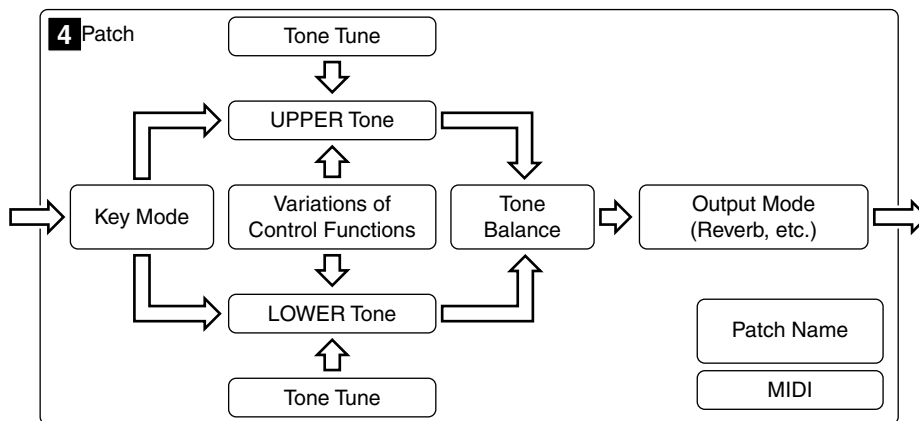 4 Patch
Tone Tune
UPPER Tone
Key Mode
Variations of
Control Functions
Tone
Balance
Output Mode
(Reverb, etc.)
LOWER Tone
Tone Tune
Patch Name
MIDI